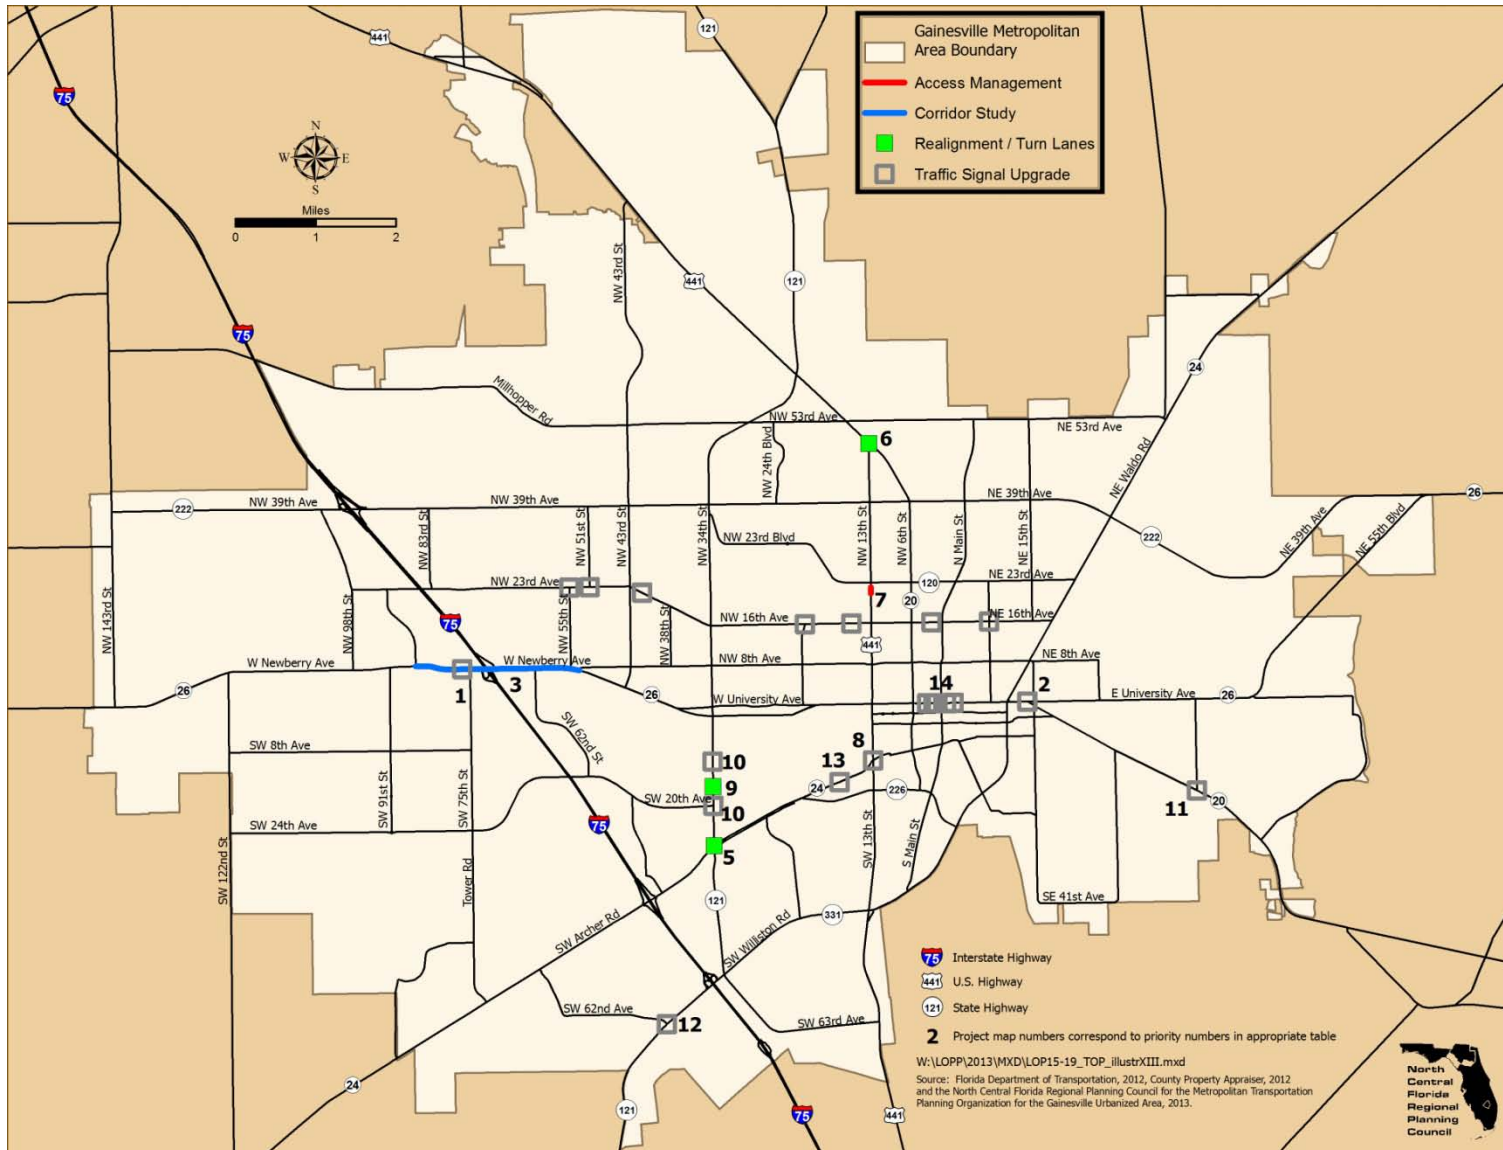 Gainesville Metropolitan
Area Boundary
Access Management
Corridor Study
Realignment / Turn Lanes
Traffic Signal Upgrade
441
121
75
N
W E
S
Miles
0 1 2
NW 43rd St
441
121
75
24
Millhopper Rd
NW 53rd Ave
NE 53rd Ave
6
NW 24th Blvd
NE Waldo Rd
222
NW 39th Ave
NW 39th Ave
NE 39th Ave
26
NW 83rd St
NW 51st St
NW 43rd St
NW 34th St
NW 23rd Blvd
NW 13th St
NW 6th St
N Main St
NE 15th St
222
NE 39th Ave
NE 55th Blvd
NW 143rd St
NW 98th St
NW 23rd Ave
120
NE 23rd Ave
7
20
NW 55th St
NW 38th St
NW 16th Ave
NE 16th Ave
75
441
W Newberry Ave
W Newberry Ave
NW 8th Ave
NE 8th Ave
26
1
3
26
W University Ave
14
2
E University Ave
26
SW 62nd St
SW 8th Ave
10
8
13
9
24
226
SW 91st St
SW 75th St
SW 20th Ave
10
11
20
SW 24th Ave
75
5
SW 122nd St
Tower Rd
SW 13th St
S Main St
121
SE 41st Ave
SW Archer Rd
SW Williston Rd
331
SW 62nd Ave
12
SW 63rd Ave
24
121
75
441
75 Interstate Highway
441 U.S. Highway
121 State Highway
2 Project map numbers correspond to priority numbers in appropriate table
W:\LOPP\2013\MXD\LOP15-19_TOP_illustrXIII.mxd
Source: Florida Department of Transportation, 2012, County Property Appraiser, 2012
and the North Central Florida Regional Planning Council for the Metropolitan Transportation
Planning Organization for the Gainesville Urbanized Area, 2013.
North
Central
Florida
Regional
Planning
Council